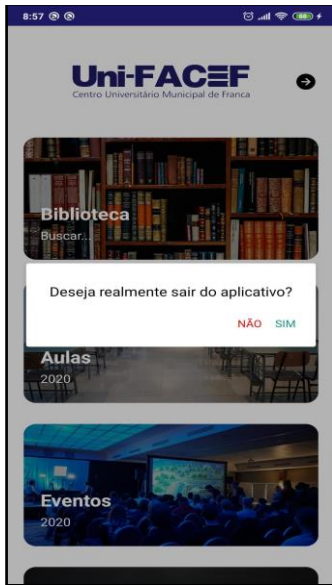 8:57
Uni-FACEF
Centro Universitário Municipal de Franca
Biblioteca
Buscar...
Deseja realmente sair do aplicativo?
NÃO SIM
Aulas
2020
Eventos
2020